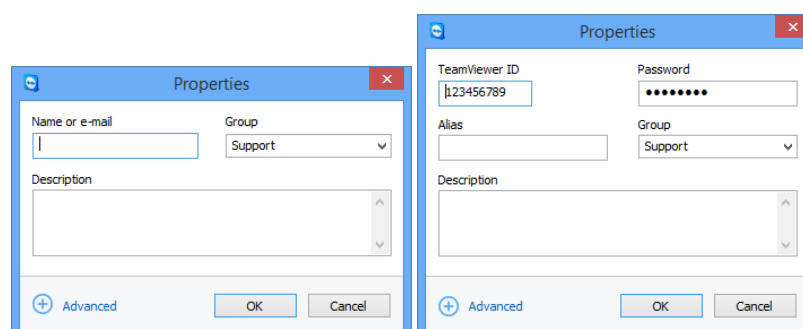 Properties
Name or e-mail Group
Support
Description
Advanced OK Cancel
Properties
TeamViewer ID Password
123456789 ••••••••
Alias Group
Support
Description
Advanced OK Cancel